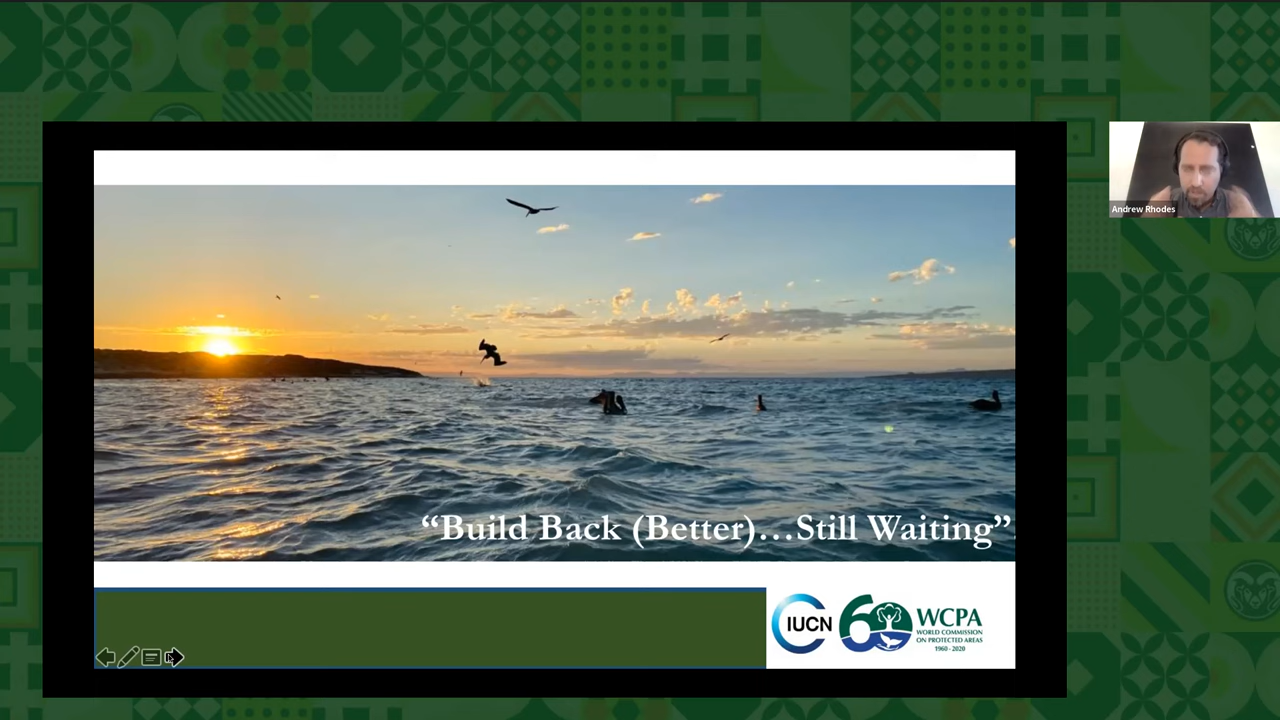 Andrew Rhodes
“Build Back (Better)...Still Waiting”
IUCN
60
WCPA
WORLD COMMISSION
ON PROTECTED AREAS
1960 - 2020